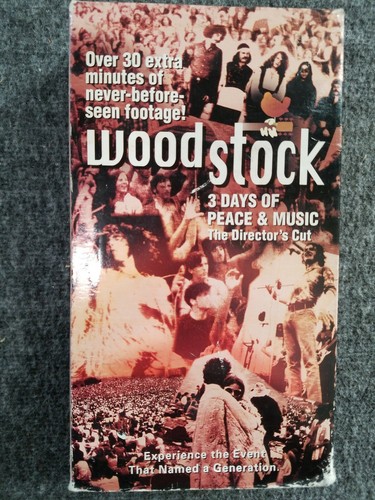 Over 30 extra
minutes of
never-before-
seen footage!
woodstock
3 DAYS OF
PEACE & MUSIC
The Director's Cut
Experience the Event
That Named a Generation.